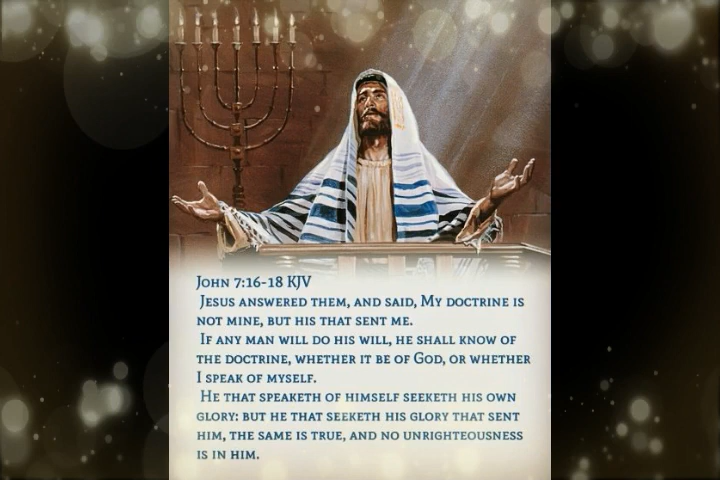 John 7:16-18 KJV
Jesus answered them, and said, My doctrine is
not mine, but his that sent me.
If any man will do his will, he shall know of
the doctrine, whether it be of God, or whether
I speak of myself.
He that speaketh of himself seeketh his own
glory: but he that seeketh his glory that sent
him, the same is true, and no unrighteousness
is in him.